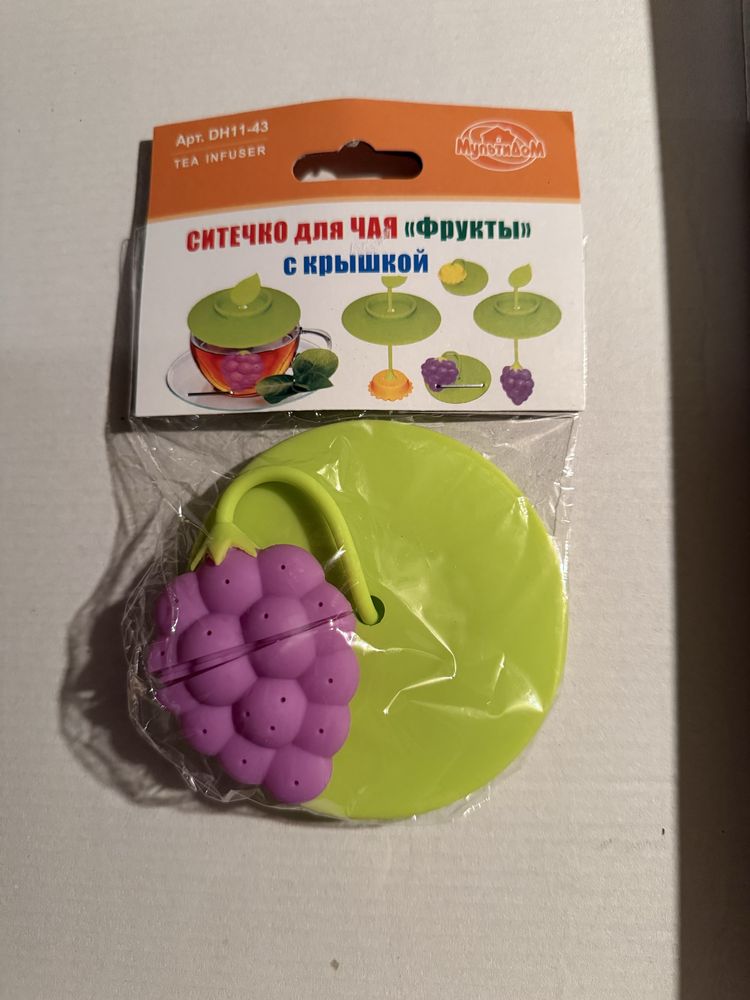 Арт. DH11-43
TEA INFUSER
МультидоМ
СИТЕЧКО для ЧАЯ «Фрукты»
с крышкой